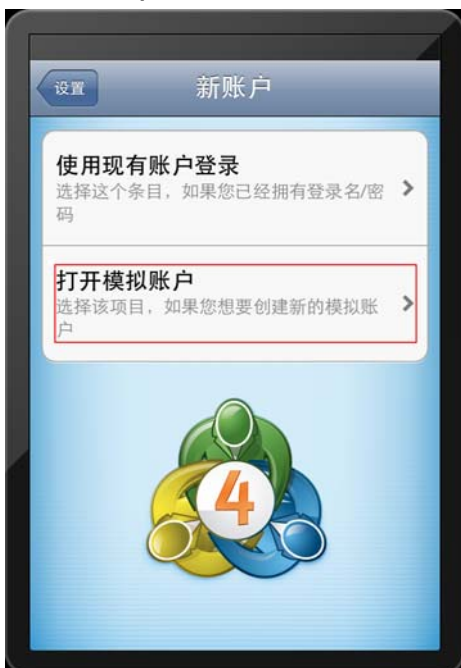 设置
新账户
使用现有账户登录
选择这个条目，如果您已经拥有登录名/密
码
打开模拟账户
选择该项目，如果您想要创建新的模拟账
户
4